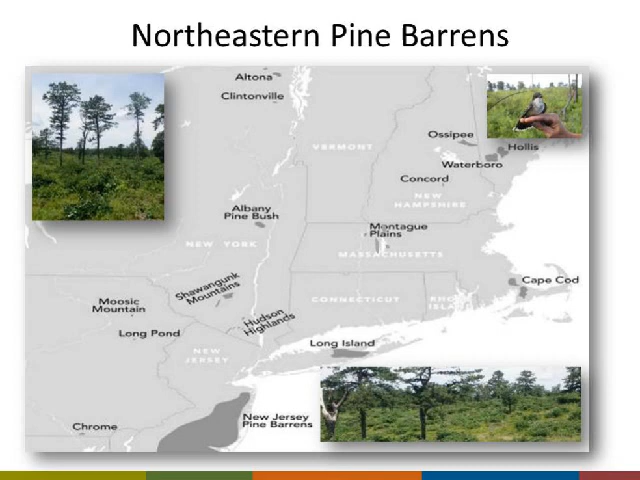 Northeastern Pine Barrens
Altona
Clintonville
VERMONT
Ossipee
Hollis
Waterboro
Concord
NEW
HAMPSHIRE
Albany
Pine Bush
Montague
Plains
NEW YORK
MASSACHUSETTS
Shawangunk
Mountains
Cape Cod
Moosic
Mountain
CONNECTICUT
Hudson
Highlands
Long Pond
Long Island
NEW
JERSEY
New Jersey
Pine Barrens
Chrome